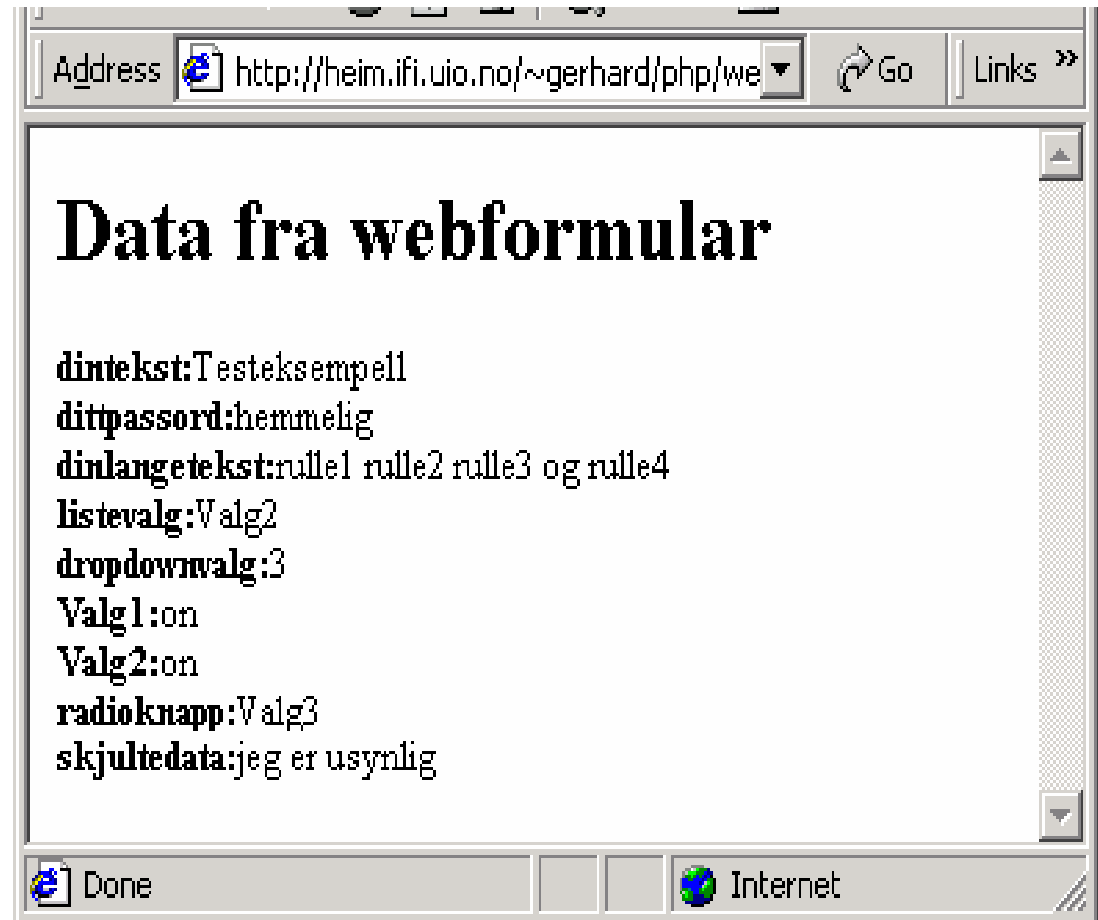 Address http://heim.ifi.uio.no/~gerhard/php/we Go Links »
Data fra webformular
dintekst:Testeksempell
dittpassord:hemmelig
dinlangetekst:rulle1 rulle2 rulle3 og rulle4
listevalg:Valg2
dropdownvalg:3
Valg1:on
Valg2:on
radioknapp:Valg3
skjultedata:jeg er usynlig
Done Internet